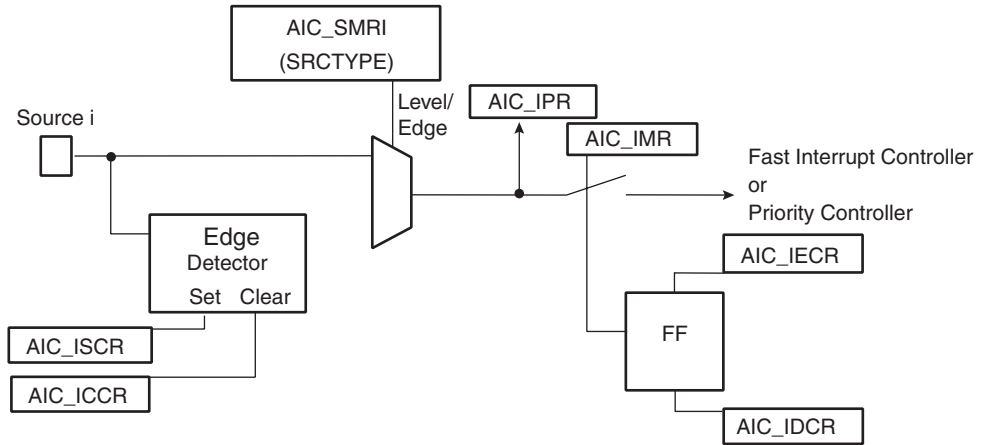 AIC_SMRI
(SRCTYPE)
Source i
Level/
Edge
AIC_IPR
AIC_IMR
Fast Interrupt Controller
or
Priority Controller
Edge
Detector
Set Clear
AIC_IECR
FF
AIC_ISCR
AIC_ICCR
AIC_IDCR